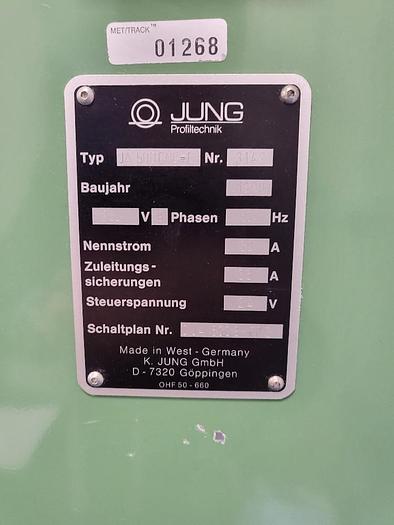 MET/TRACK™
01268
JUNG
Profiltechnik
Typ Nr.
Baujahr
V Phasen Hz
Nennstrom A
Zuleitungs-
sicherungen A
Steuerspannung V
Schaltplan Nr.
Made in West - Germany
K. JUNG GmbH
D - 7320 Göppingen
OHF 50 - 660